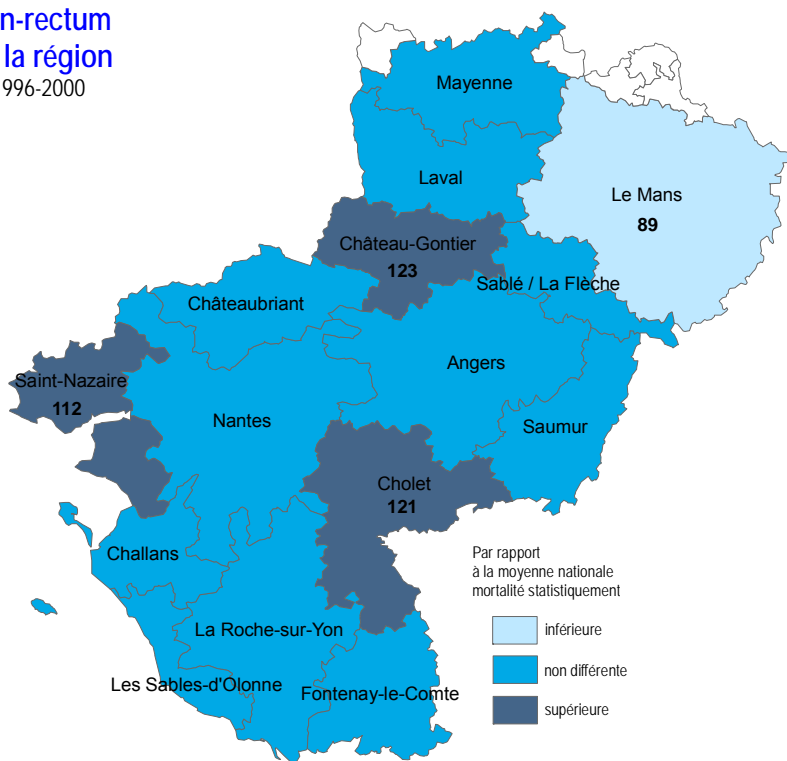 n-rectum
la région
996-2000
Mayenne
Laval
Le Mans
89
Château-Gontier
123
Sablé / La Flèche
Châteaubriant
Angers
Saint-Nazaire
112
Nantes
Saumur
Cholet
121
Challans
Par rapport
à la moyenne nationale
mortalité statistiquement
La Roche-sur-Yon
inférieure
non différente
Les Sables-d'Olonne
Fontenay-le-Comte
supérieure